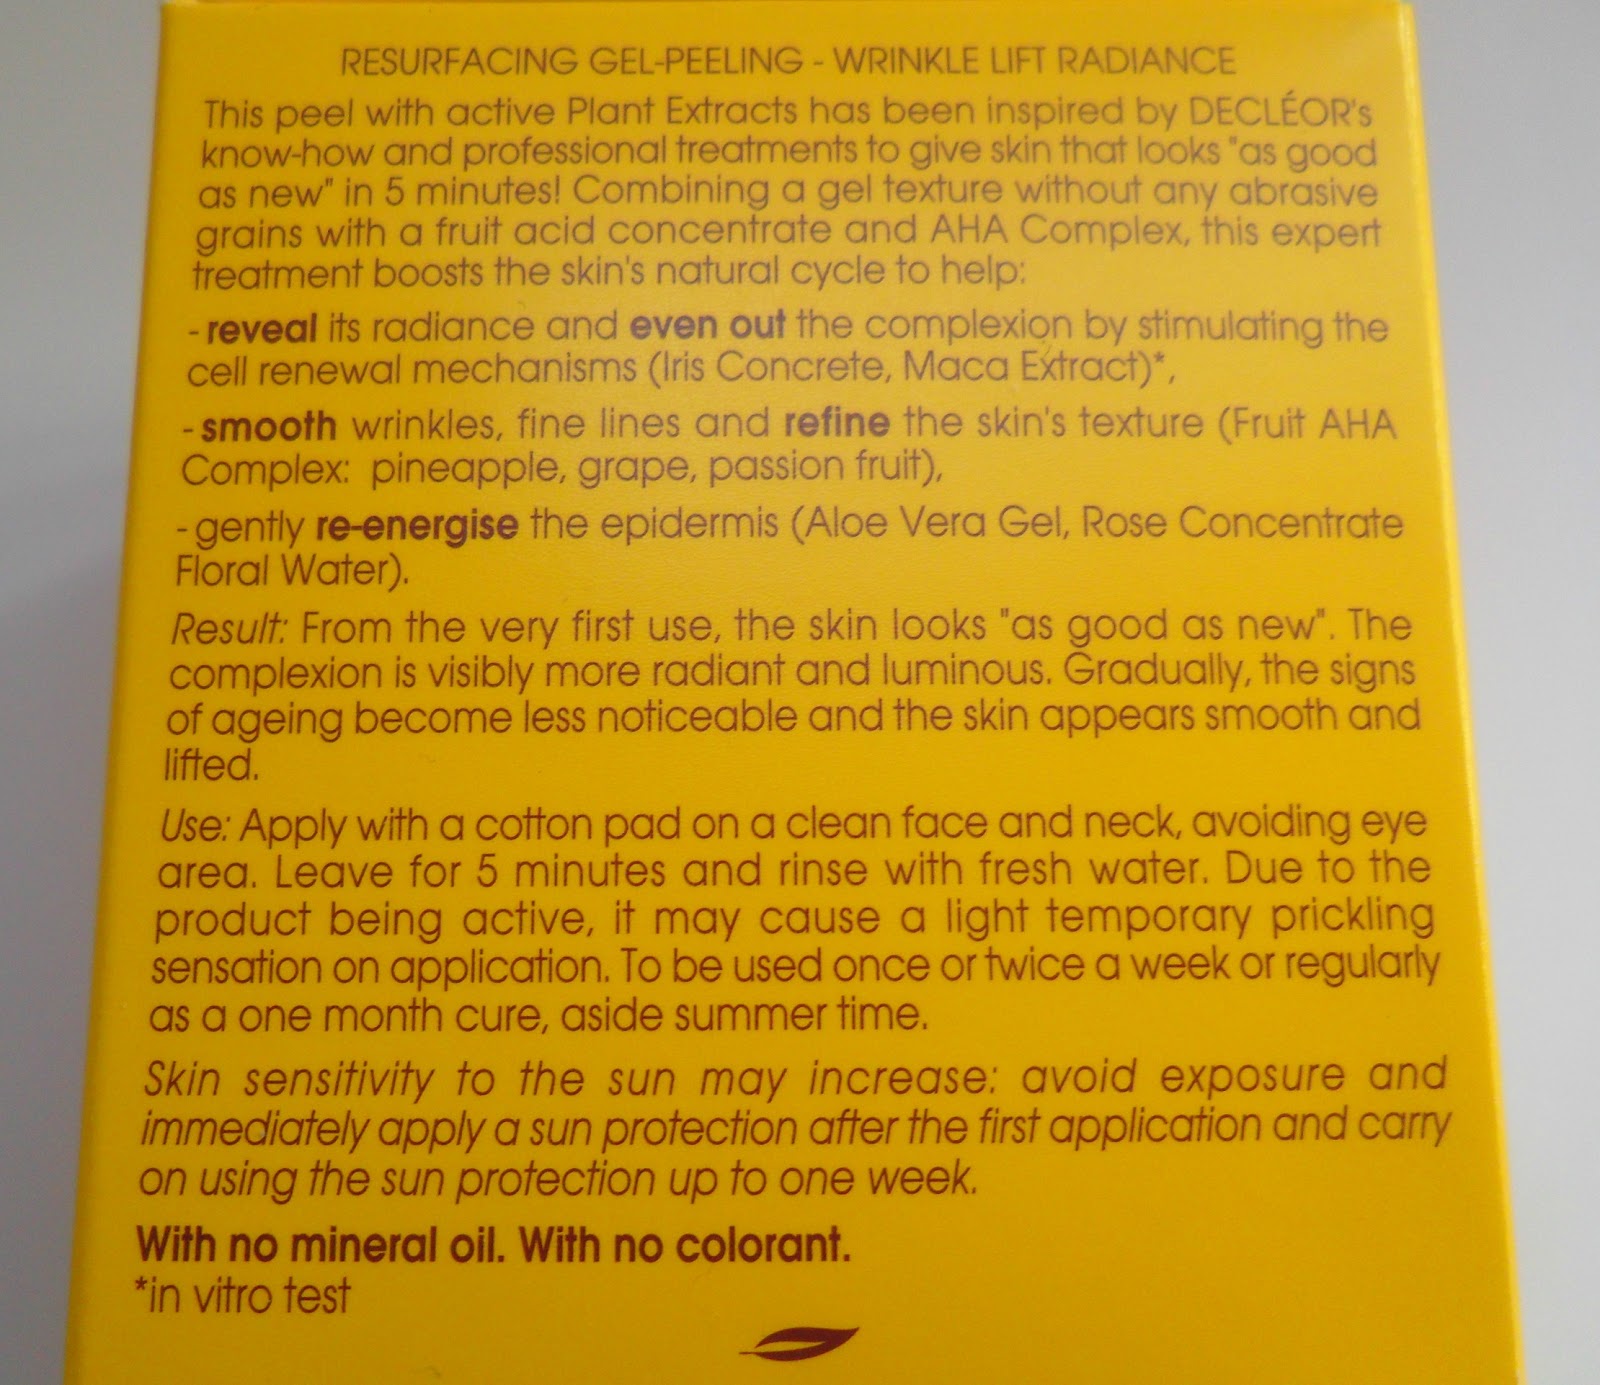 RESURFACING GEL-PEELING - WRINKLE LIFT RADIANCE
This peel with active Plant Extracts has been inspired by DECLÉOR's
know-how and professional treatments to give skin that looks "as good
as new" in 5 minutes! Combining a gel texture without any abrasive
grains with a fruit acid concentrate and AHA Complex, this expert
treatment boosts the skin's natural cycle to help:
- reveal its radiance and even out the complexion by stimulating the
cell renewal mechanisms (Iris Concrete, Maca Extract)*,
- smooth wrinkles, fine lines and refine the skin's texture (Fruit AHA
Complex: pineapple, grape, passion fruit),
- gently re-energise the epidermis (Aloe Vera Gel, Rose Concentrate
Floral Water).
Result: From the very first use, the skin looks "as good as new". The
complexion is visibly more radiant and luminous. Gradually, the signs
of ageing become less noticeable and the skin appears smooth and
lifted.
Use: Apply with a cotton pad on a clean face and neck, avoiding eye
area. Leave for 5 minutes and rinse with fresh water. Due to the
product being active, it may cause a light temporary prickling
sensation on application. To be used once or twice a week or regularly
as a one month cure, aside summer time.
Skin sensitivity to the sun may increase: avoid exposure and
immediately apply a sun protection after the first application and carry
on using the sun protection up to one week.
With no mineral oil. With no colorant.
*in vitro test